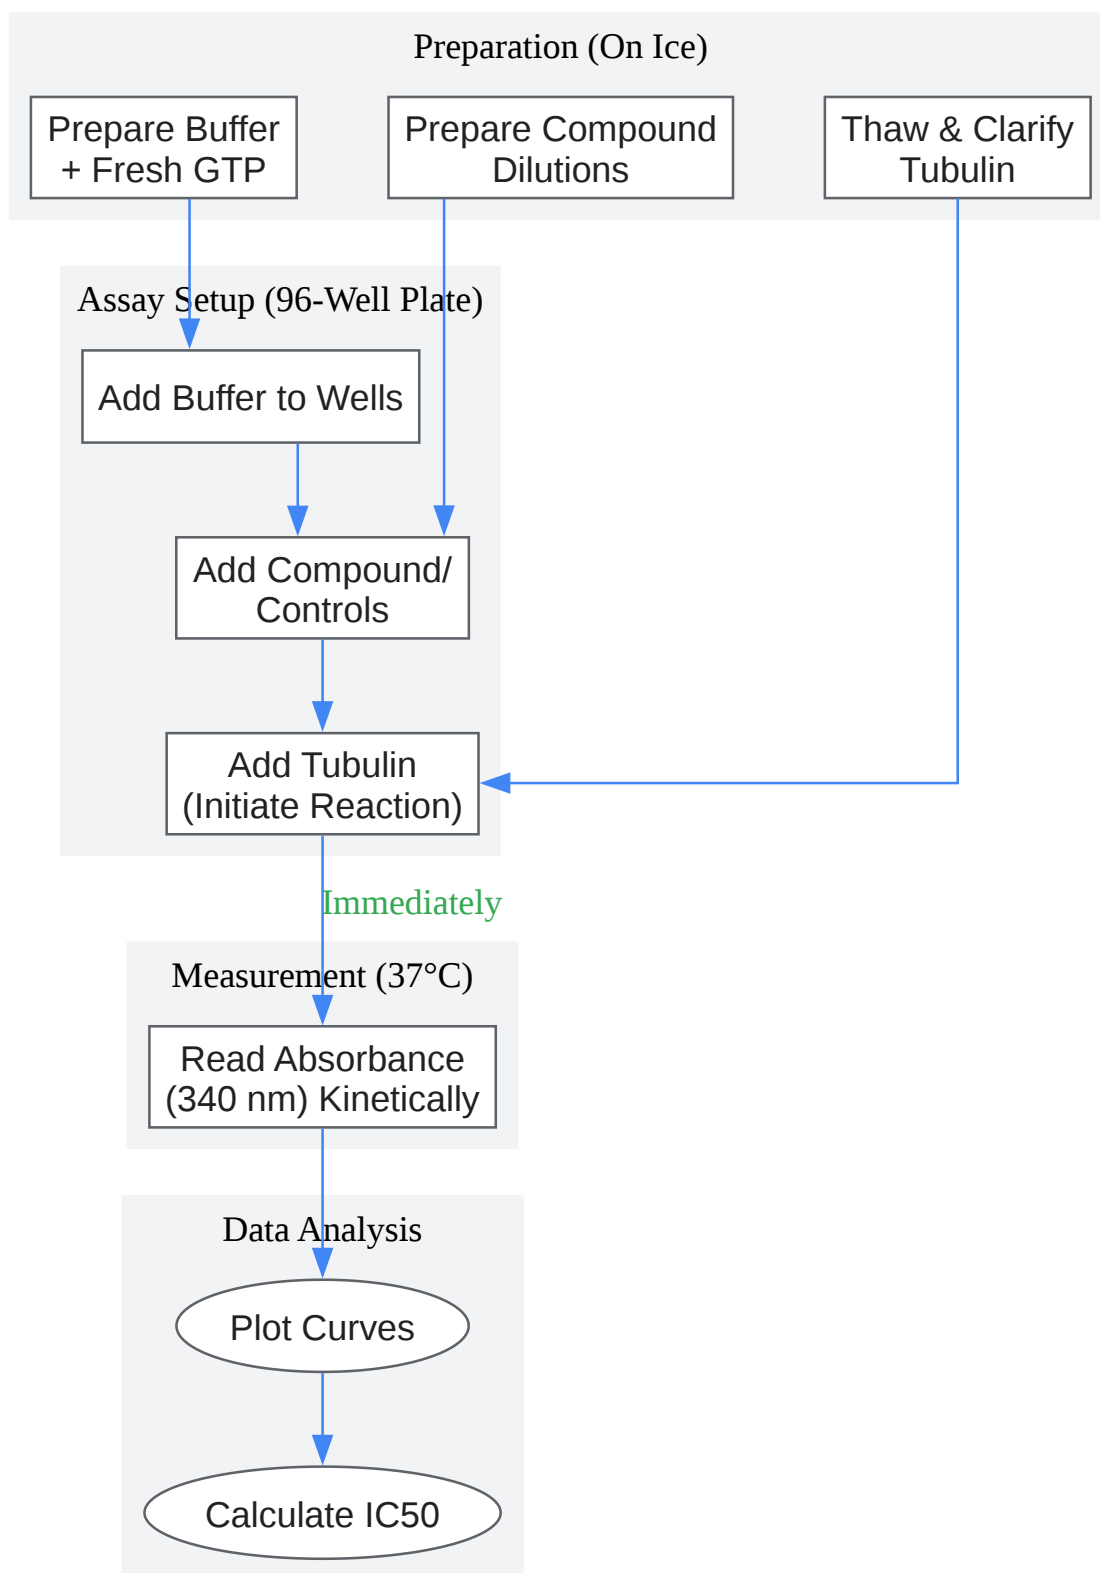 Preparation (On Ice)
Prepare Buffer
+ Fresh GTP
Prepare Compound
Dilutions
Thaw & Clarify
Tubulin
Assay Setup (96-Well Plate)
Add Buffer to Wells
Add Compound/
Controls
Add Tubulin
(Initiate Reaction)
Immediately
Measurement (37°C)
Read Absorbance
(340 nm) Kinetically
Data Analysis
Plot Curves
Calculate IC50